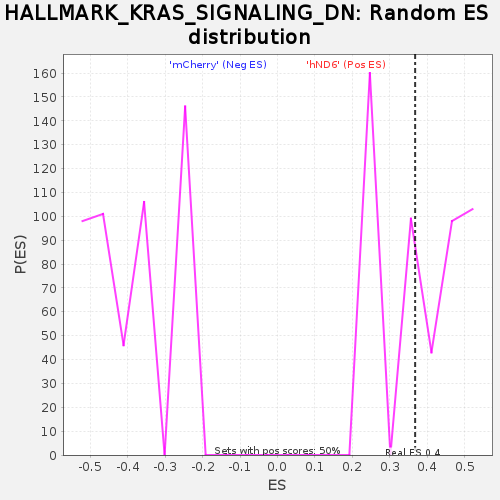 HALLMARK_KRAS_SIGNALING_DN: Random ES
distribution
'mCherry' (Neg ES)
'hND6' (Pos ES)
160
150
140
130
120
110
100
90
80
70
60
50
40
30
20
10
0
P(ES)
Sets with pos scores: 50%
Real ES 0.4
-0.5 -0.4 -0.3 -0.2 -0.1 0.0 0.1 0.2 0.3 0.4 0.5
ES